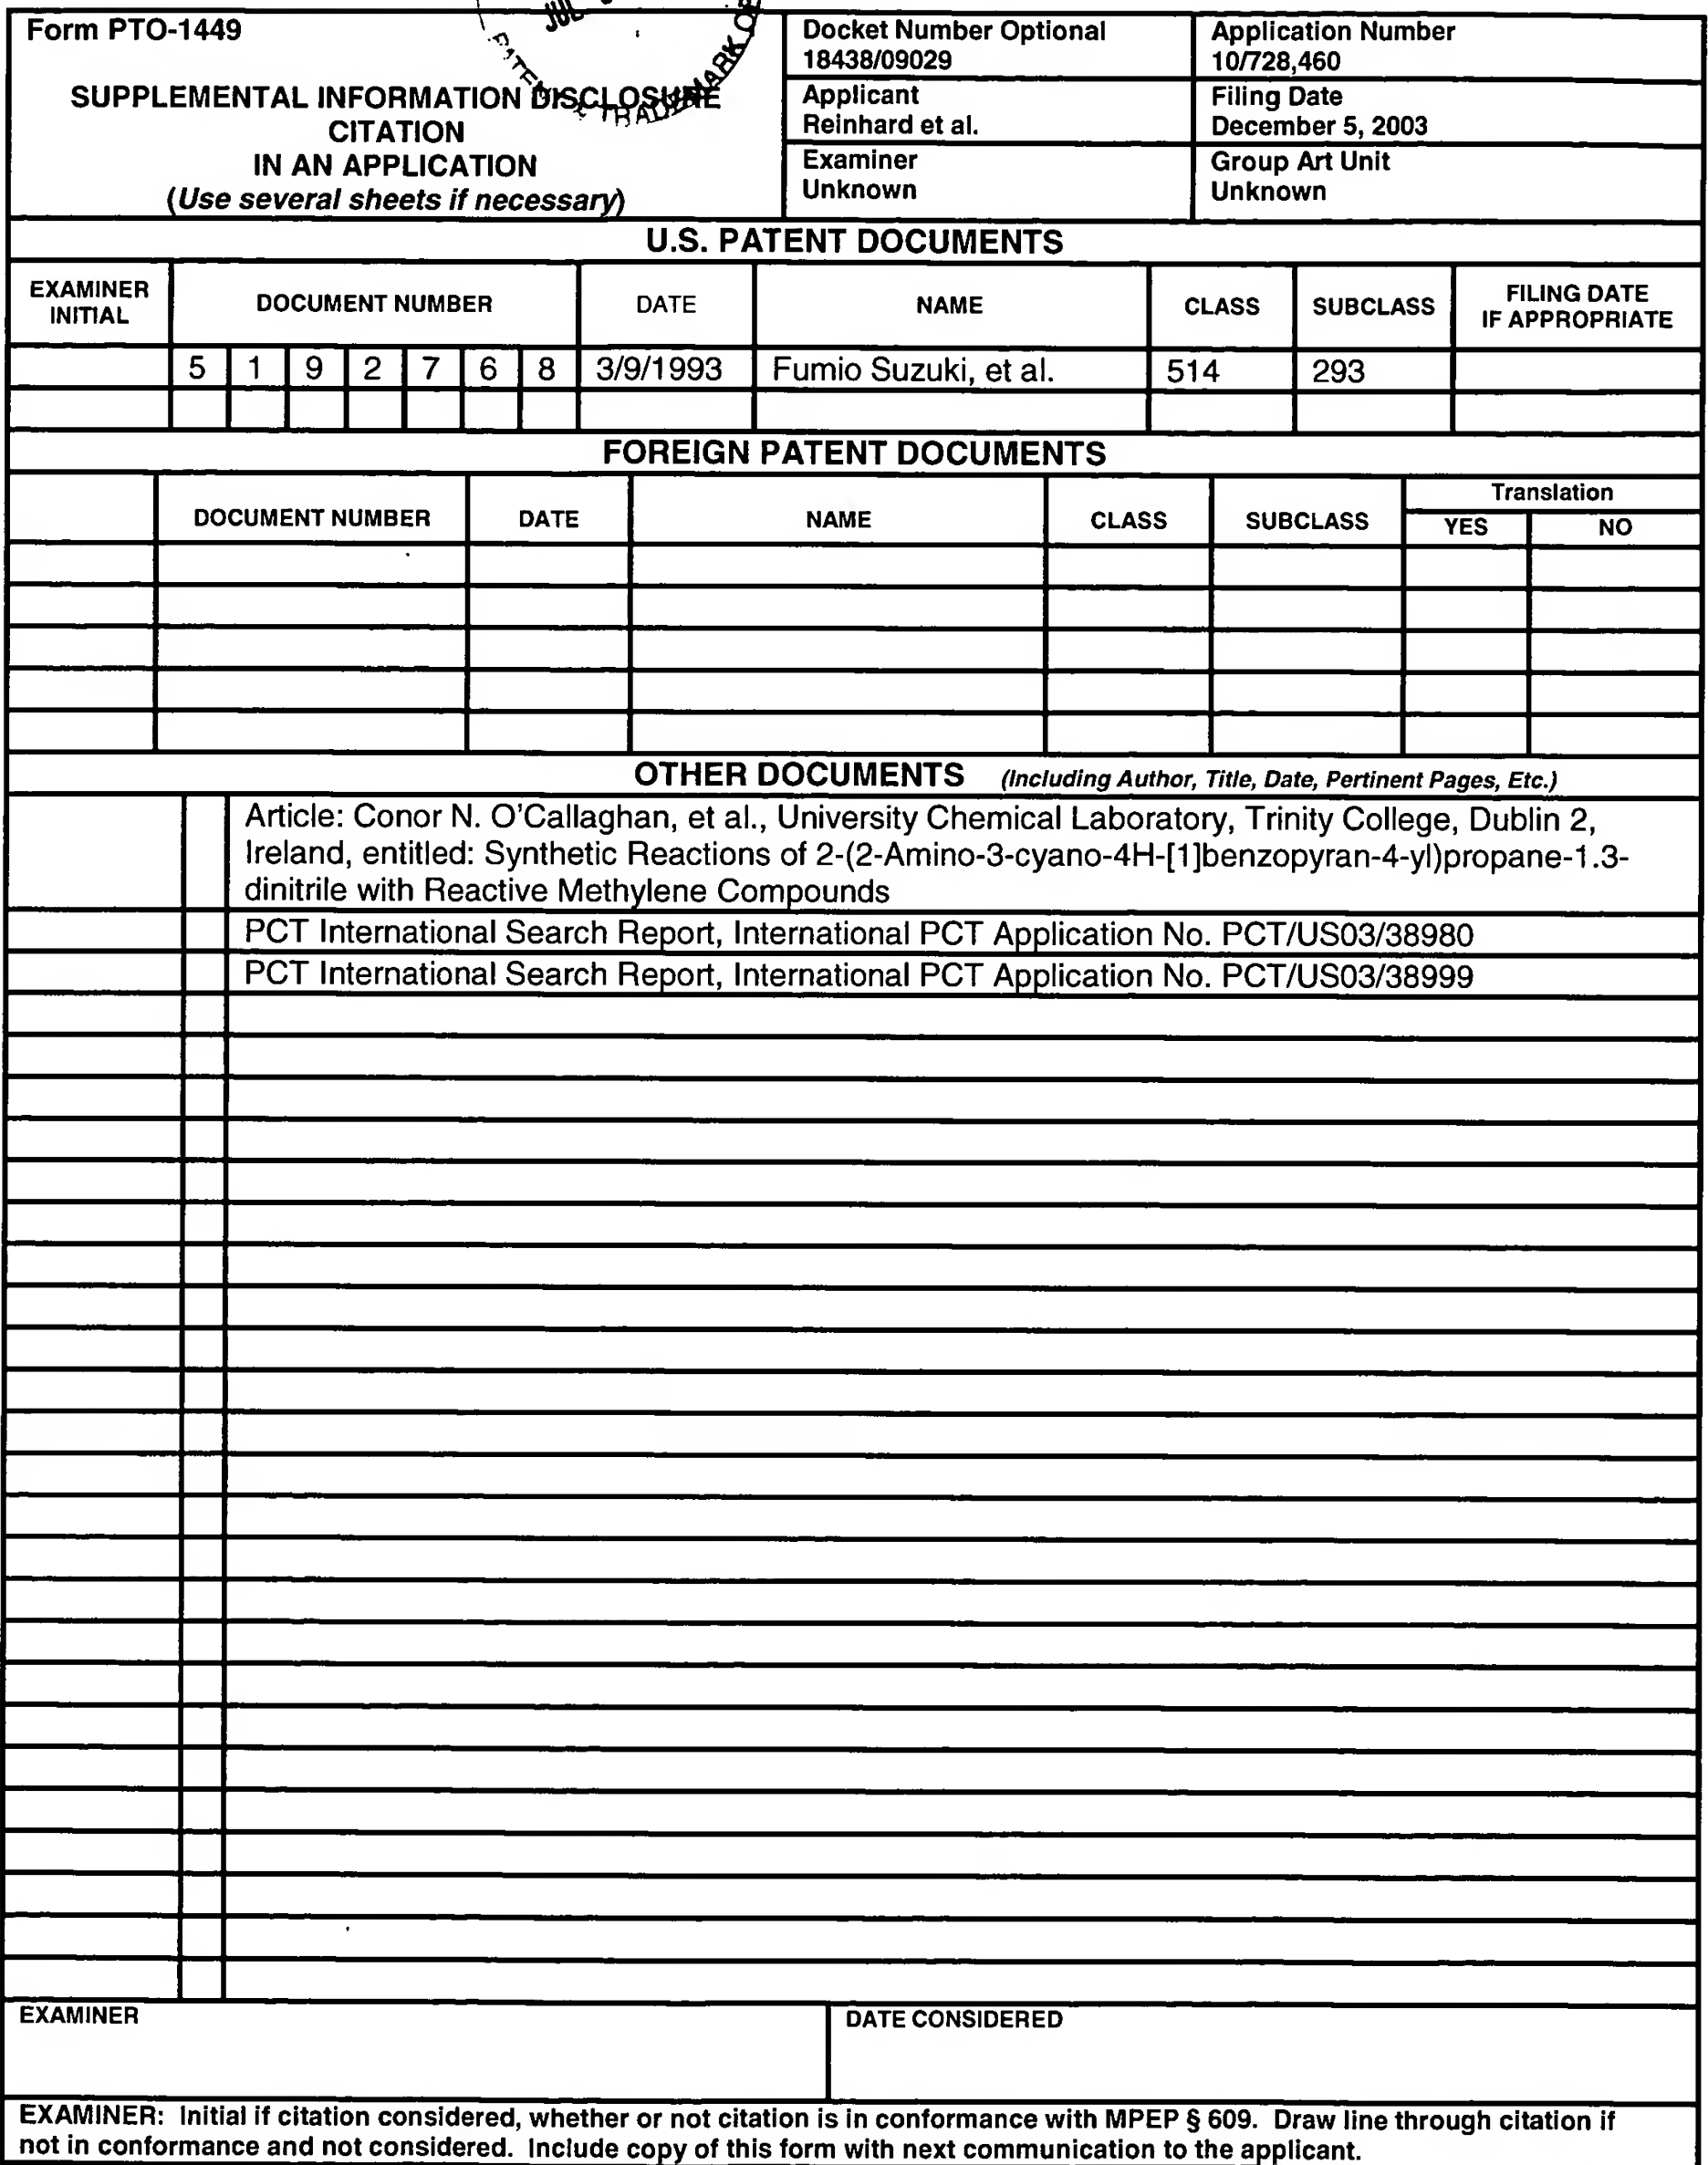 Form PTO-1449
JUL
PATENT & TRADEMARK OF
SUPPLEMENTAL INFORMATION DISCLOSURE
CITATION
IN AN APPLICATION
(Use several sheets if necessary)
Docket Number Optional
18438/09029
Application Number
10/728,460
Applicant
Reinhard et al.
Filing Date
December 5, 2003
Examiner
Unknown
Group Art Unit
Unknown
U.S. PATENT DOCUMENTS
EXAMINER
INITIAL
DOCUMENT NUMBER
DATE
NAME
CLASS
SUBCLASS
FILING DATE
IF APPROPRIATE
5 1 9 2 7 6 8 3/9/1993 Fumio Suzuki, et al. 514 293
FOREIGN PATENT DOCUMENTS
DOCUMENT NUMBER
DATE
NAME
CLASS
SUBCLASS
Translation
YES
NO
OTHER DOCUMENTS (Including Author, Title, Date, Pertinent Pages, Etc.)
Article: Conor N. O'Callaghan, et al., University Chemical Laboratory, Trinity College, Dublin 2,
Ireland, entitled: Synthetic Reactions of 2-(2-Amino-3-cyano-4H-[1]benzopyran-4-yl)propane-1.3-
dinitrile with Reactive Methylene Compounds
PCT International Search Report, International PCT Application No. PCT/US03/38980
PCT International Search Report, International PCT Application No. PCT/US03/38999
EXAMINER
DATE CONSIDERED
EXAMINER: Initial if citation considered, whether or not citation is in conformance with MPEP § 609. Draw line through citation if
not in conformance and not considered. Include copy of this form with next communication to the applicant.